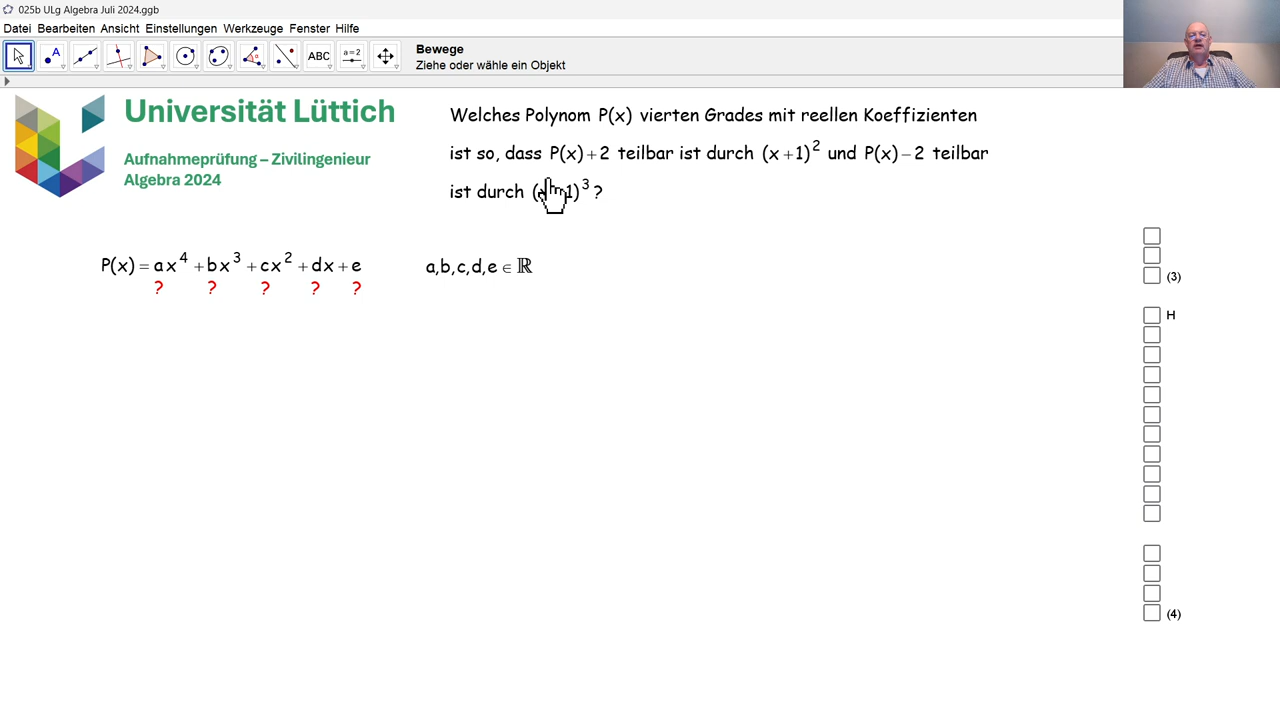 025b ULg Algebra Juli 2024.ggb
Datei Bearbeiten Ansicht Einstellungen Werkzeuge Fenster Hilfe
A
ABC
a=2
Bewege
Ziehe oder wähle ein Objekt
Universität Lüttich
Aufnahmeprüfung – Zivilingenieur
Algebra 2024
Welches Polynom P(x) vierten Grades mit reellen Koeffizienten
ist so, dass P(x)+2 teilbar ist durch (x+1)² und P(x)−2 teilbar
ist durch ( 1)³?
P(x)=ax⁴+bx³+cx²+dx+e
a,b,c,d,e∈ℝ
? ? ? ? ?
(3)
H
(4)